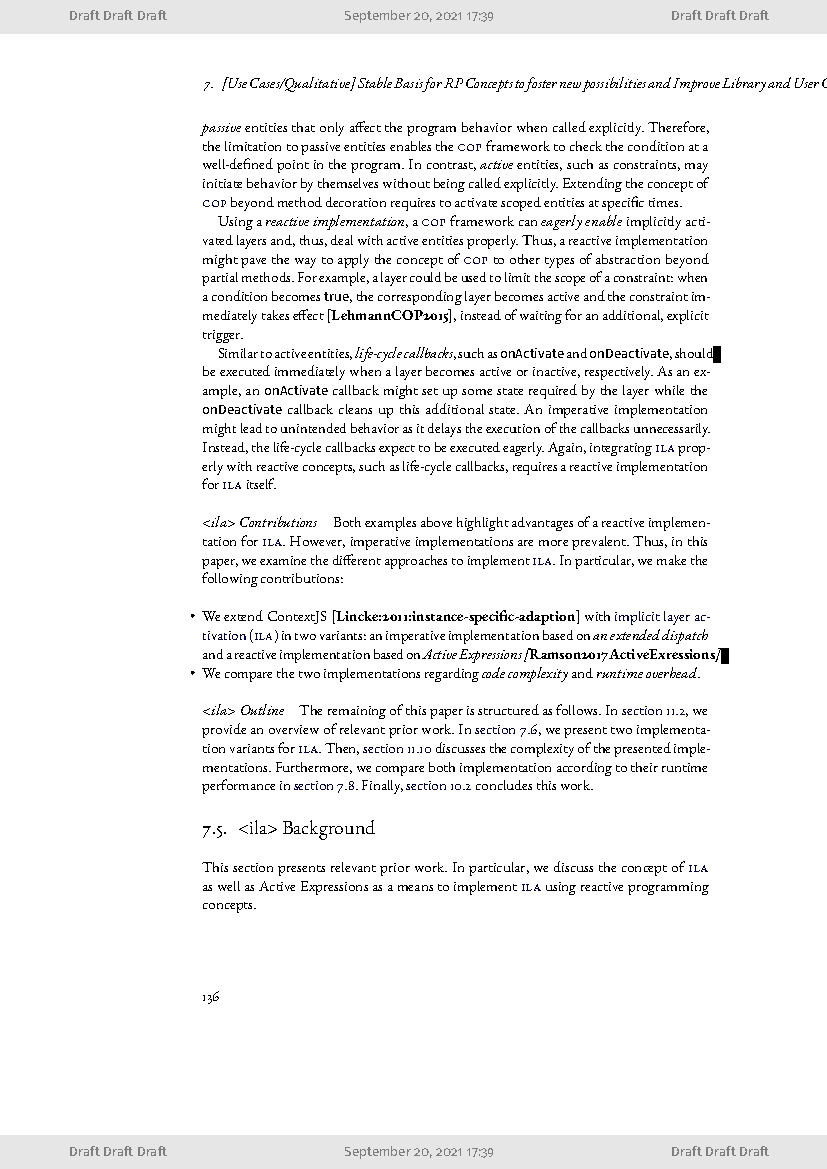 Draft Draft Draft September 20, 2021 17:39 Draft Draft Draft
7. [Use Cases/Qualitative] Stable Basis for RP Concepts to foster new possibilities and Improve Library and User
passive entities that only affect the program behavior when called explicitly. Therefore,
the limitation to passive entities enables the COP framework to check the condition at a
well-defined point in the program. In contrast, active entities, such as constraints, may
initiate behavior by themselves without being called explicitly. Extending the concept of
COP beyond method decoration requires to activate scoped entities at specific times.
Using a reactive implementation, a COP framework can eagerly enable implicitly acti-
vated layers and, thus, deal with active entities properly. Thus, a reactive implementation
might pave the way to apply the concept of COP to other types of abstraction beyond
partial methods. For example, a layer could be used to limit the scope of a constraint: when
a condition becomes true, the corresponding layer becomes active and the constraint im-
mediately takes effect [LehmannCOP2015], instead of waiting for an additional, explicit
trigger.
Similar to active entities, life-cycle callbacks, such as onActivate and onDeactivate, should
be executed immediately when a layer becomes active or inactive, respectively. As an ex-
ample, an onActivate callback might set up some state required by the layer while the
onDeactivate callback cleans up this additional state. An imperative implementation
might lead to unintended behavior as it delays the execution of the callbacks unnecessarily.
Instead, the life-cycle callbacks expect to be executed eagerly. Again, integrating ILA prop-
erly with reactive concepts, such as life-cycle callbacks, requires a reactive implementation
for ILA itself.
<ila> Contributions Both examples above highlight advantages of a reactive implemen-
tation for ILA. However, imperative implementations are more prevalent. Thus, in this
paper, we examine the different approaches to implement ILA. In particular, we make the
following contributions:
• We extend ContextJS [Lincke:2011:instance-specific-adaption] with implicit layer ac-
tivation (ILA) in two variants: an imperative implementation based on an extended dispatch
and a reactive implementation based on Active Expressions [Ramson2017ActiveExressions]
• We compare the two implementations regarding code complexity and runtime overhead.
<ila> Outline The remaining of this paper is structured as follows. In section 11.2, we
provide an overview of relevant prior work. In section 7.6, we present two implementa-
tion variants for ILA. Then, section 11.10 discusses the complexity of the presented imple-
mentations. Furthermore, we compare both implementation according to their runtime
performance in section 7.8. Finally, section 10.2 concludes this work.
7.5. <ila> Background
This section presents relevant prior work. In particular, we discuss the concept of ILA
as well as Active Expressions as a means to implement ILA using reactive programming
concepts.
136
Draft Draft Draft September 20, 2021 17:39 Draft Draft Draft